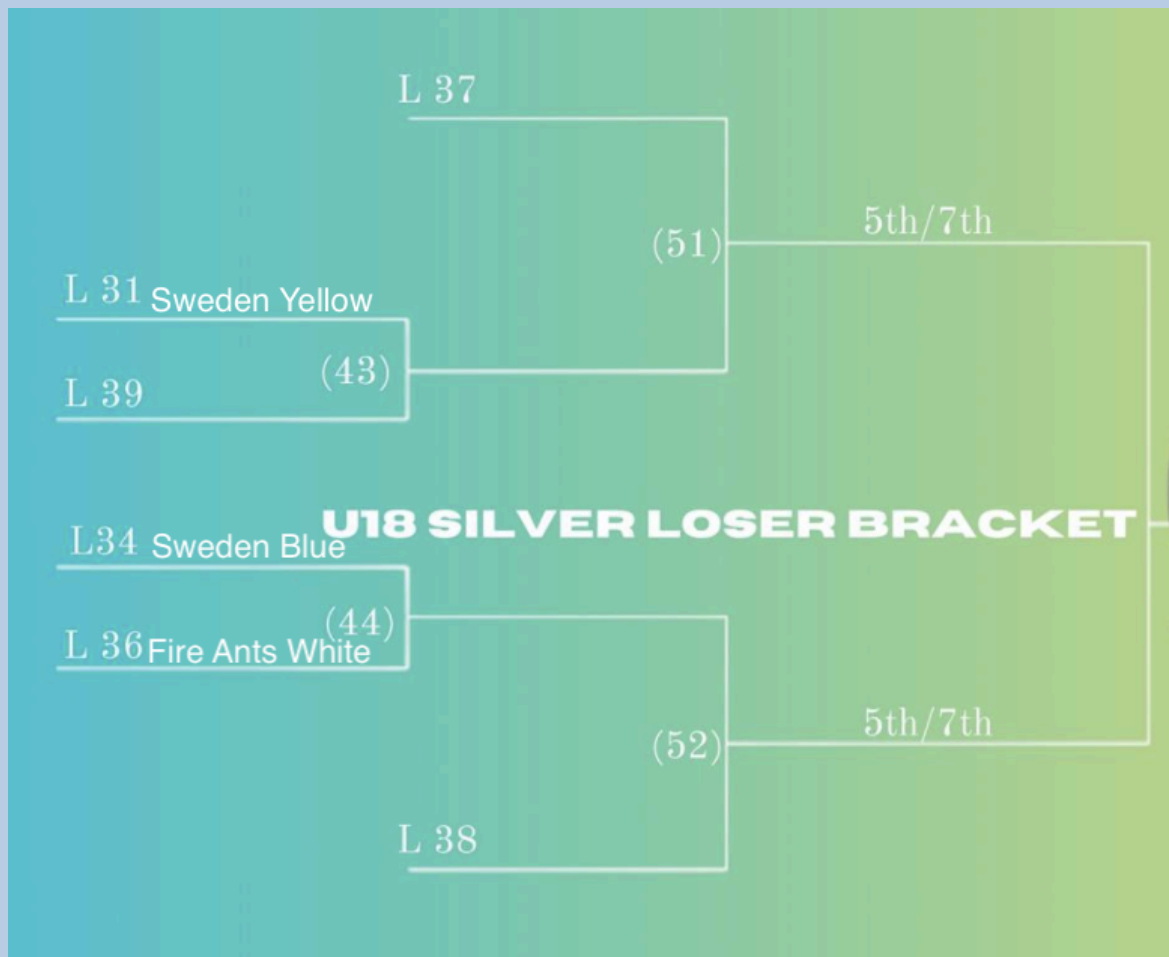 L 37
5th/7th
(51)
L 31 Sweden Yellow
(43)
L 39
U18 SILVER LOSER BRACKET
L34 Sweden Blue
(44)
L 36 Fire Ants White
5th/7th
(52)
L 38